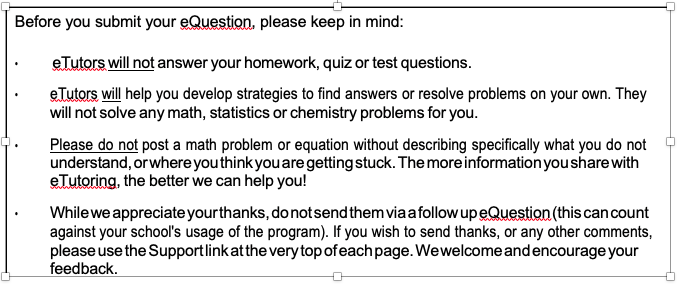 Before you submit your eQuestion, please keep in mind:
· eTutors will not answer your homework, quiz or test questions.
· eTutors will help you develop strategies to find answers or resolve problems on your own. They
will not solve any math, statistics or chemistry problems for you.
· Please do not post a math problem or equation without describing specifically what you do not
understand, or where you think you are getting stuck. The more information you share with
eTutoring, the better we can help you!
· While we appreciate your thanks, do not send them via a follow up eQuestion (this can count
against your school's usage of the program). If you wish to send thanks, or any other comments,
please use the Support link at the very top of each page. We welcome and encourage your
feedback.